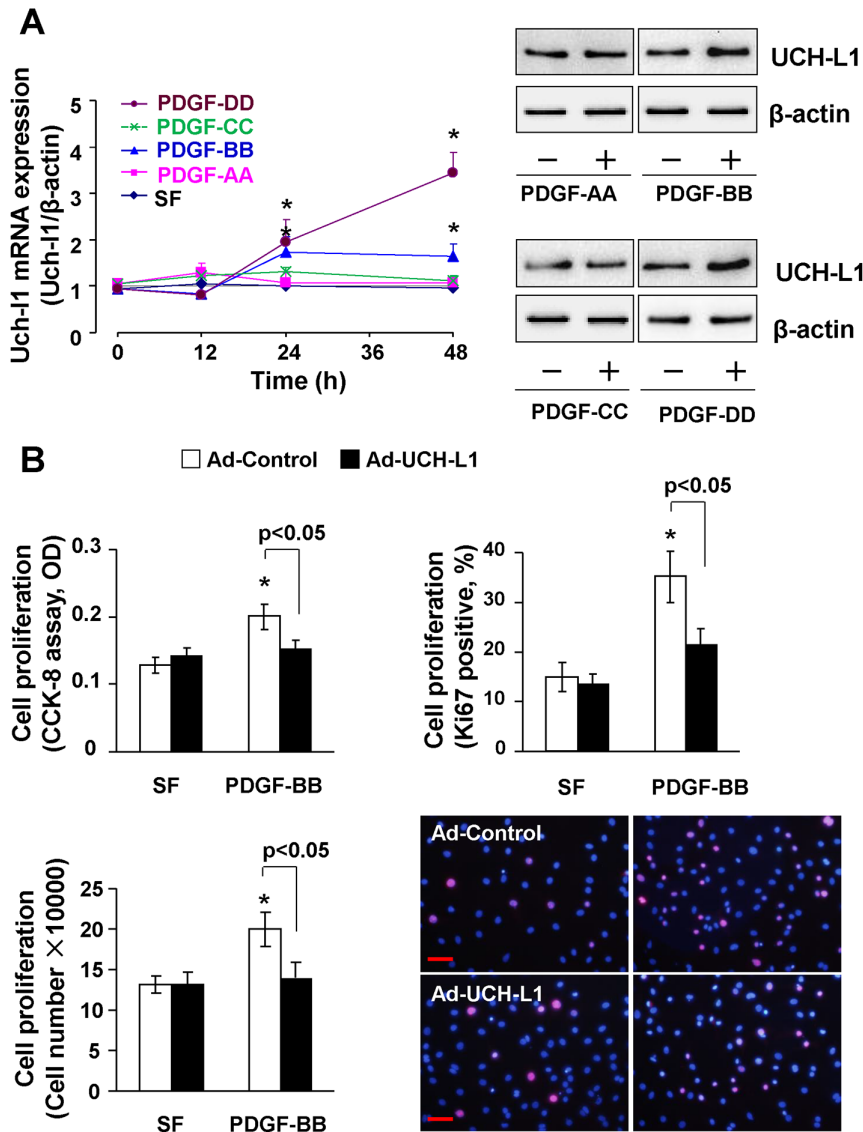 A
Uch-l1 mRNA expression
(Uch-l1/β-actin)
5
4
3
2
1
0
PDGF-DD
PDGF-CC
PDGF-BB
PDGF-AA
SF
*
*
*
*
0 12 24 36 48
Time (h)
UCH-L1
β-actin
− + − +
PDGF-AA PDGF-BB
UCH-L1
β-actin
− + − +
PDGF-CC PDGF-DD
B
Ad-Control Ad-UCH-L1
Cell proliferation
(CCK-8 assay, OD)
0.3
0.2
0.1
0
p<0.05
*
SF PDGF-BB
Cell proliferation
(Ki67 positive, %)
40
30
20
10
0
p<0.05
*
SF PDGF-BB
Cell proliferation
(Cell number ×10000)
25
20
15
10
5
0
p<0.05
*
SF PDGF-BB
Ad-Control
Ad-UCH-L1